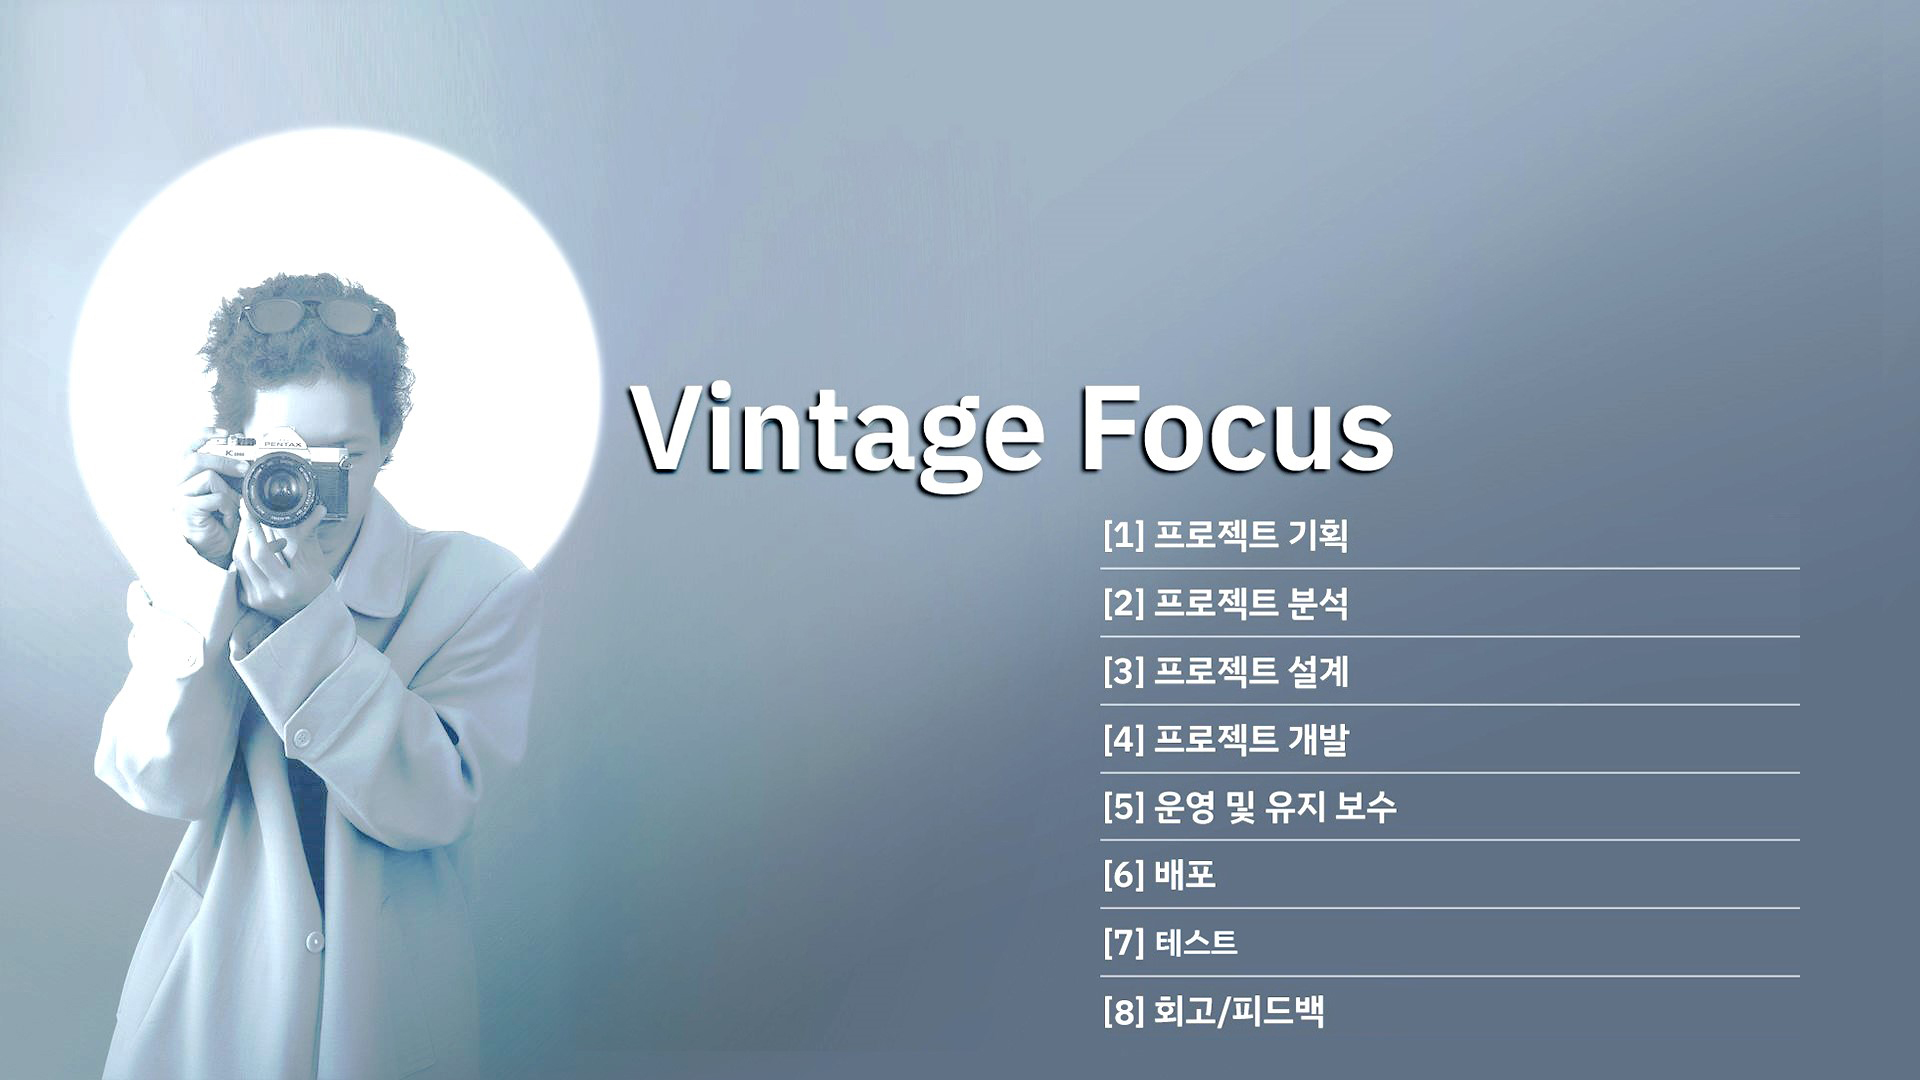 PENTAX
Vintage Focus
[1] 프로젝트 기획
[2] 프로젝트 분석
[3] 프로젝트 설계
[4] 프로젝트 개발
[5] 운영 및 유지 보수
[6] 배포
[7] 테스트
[8] 회고/피드백